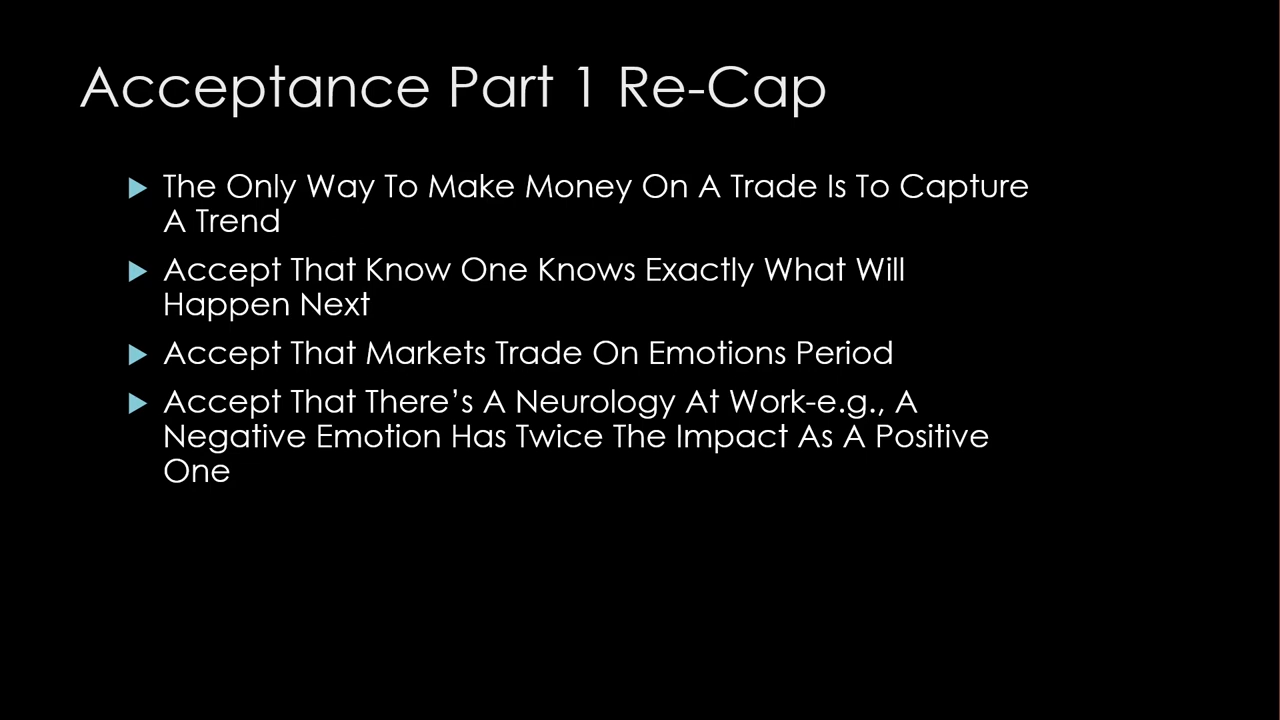 Acceptance Part 1 Re-Cap
The Only Way To Make Money On A Trade Is To Capture
A Trend
Accept That Know One Knows Exactly What Will
Happen Next
Accept That Markets Trade On Emotions Period
Accept That There’s A Neurology At Work-e.g., A
Negative Emotion Has Twice The Impact As A Positive
One